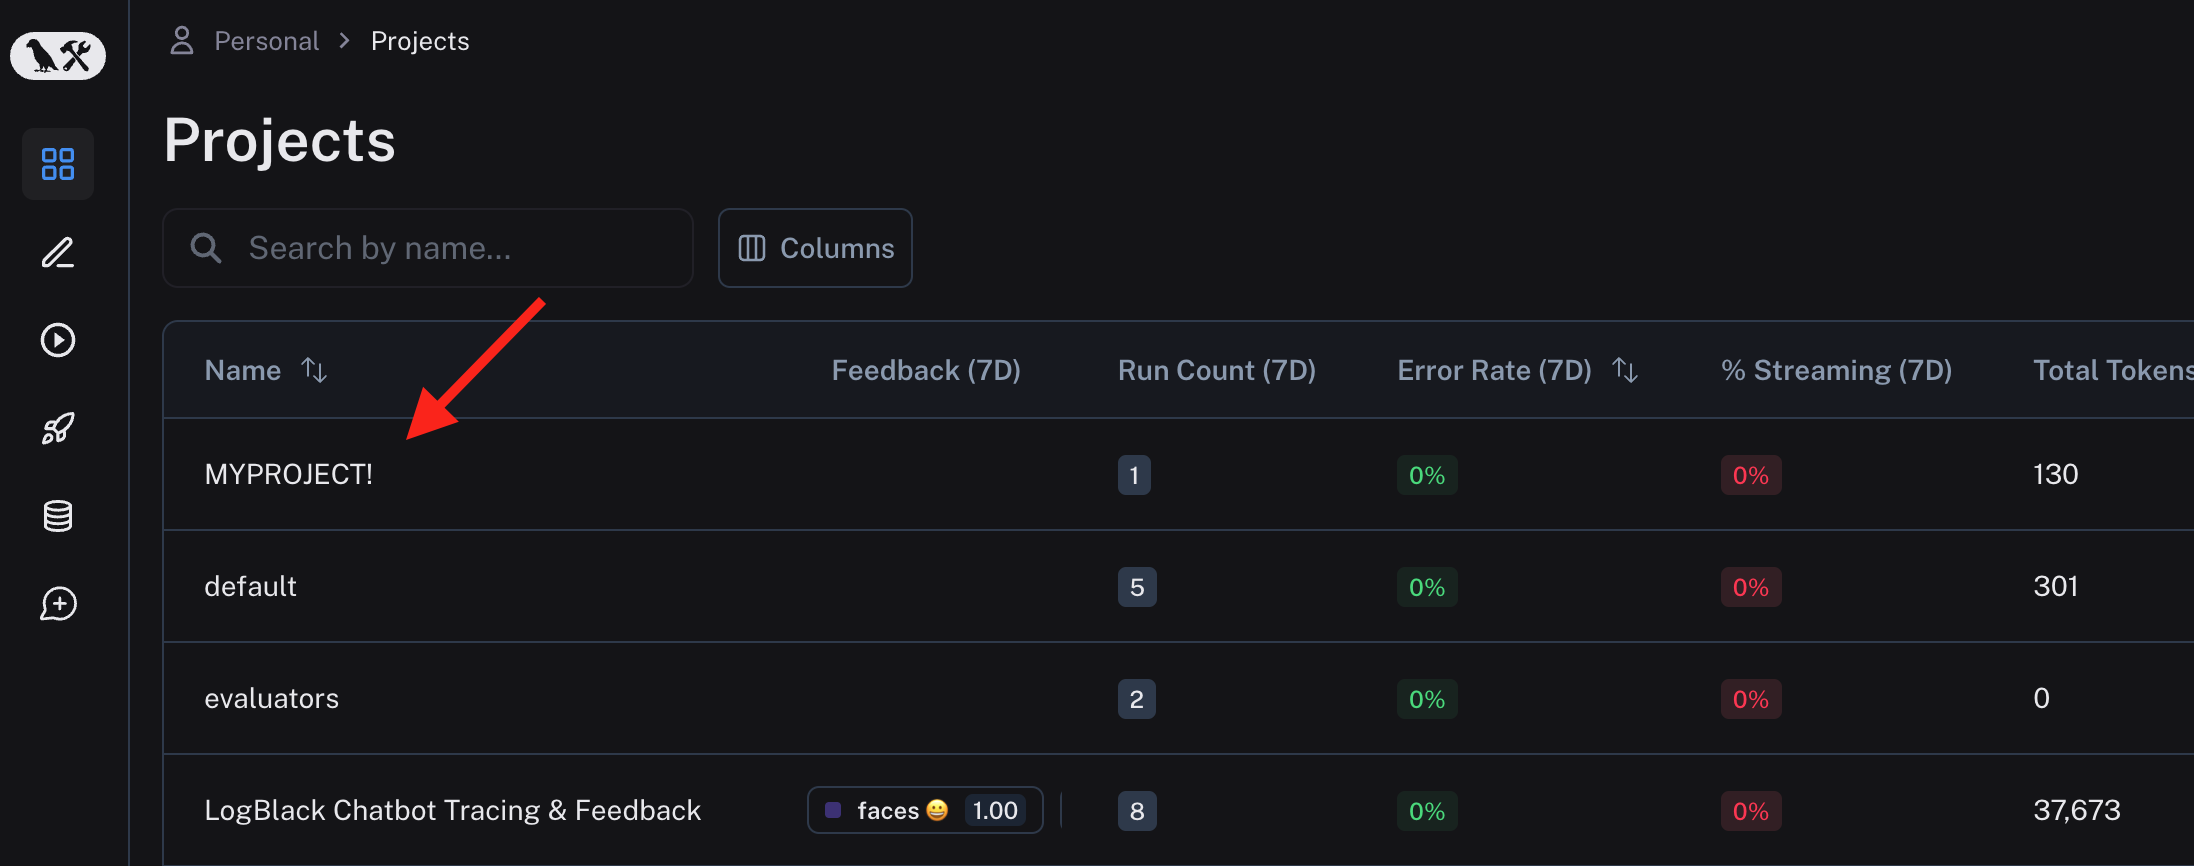 Personal > Projects
Projects
Search by name...
Columns
Name Feedback (7D) Run Count (7D) Error Rate (7D) % Streaming (7D) Total Tokens
MYPROJECT! 1 0% 0% 130
default 5 0% 0% 301
evaluators 2 0% 0% 0
LogBlack Chatbot Tracing & Feedback faces😀 1.00 8 0% 0% 37,673